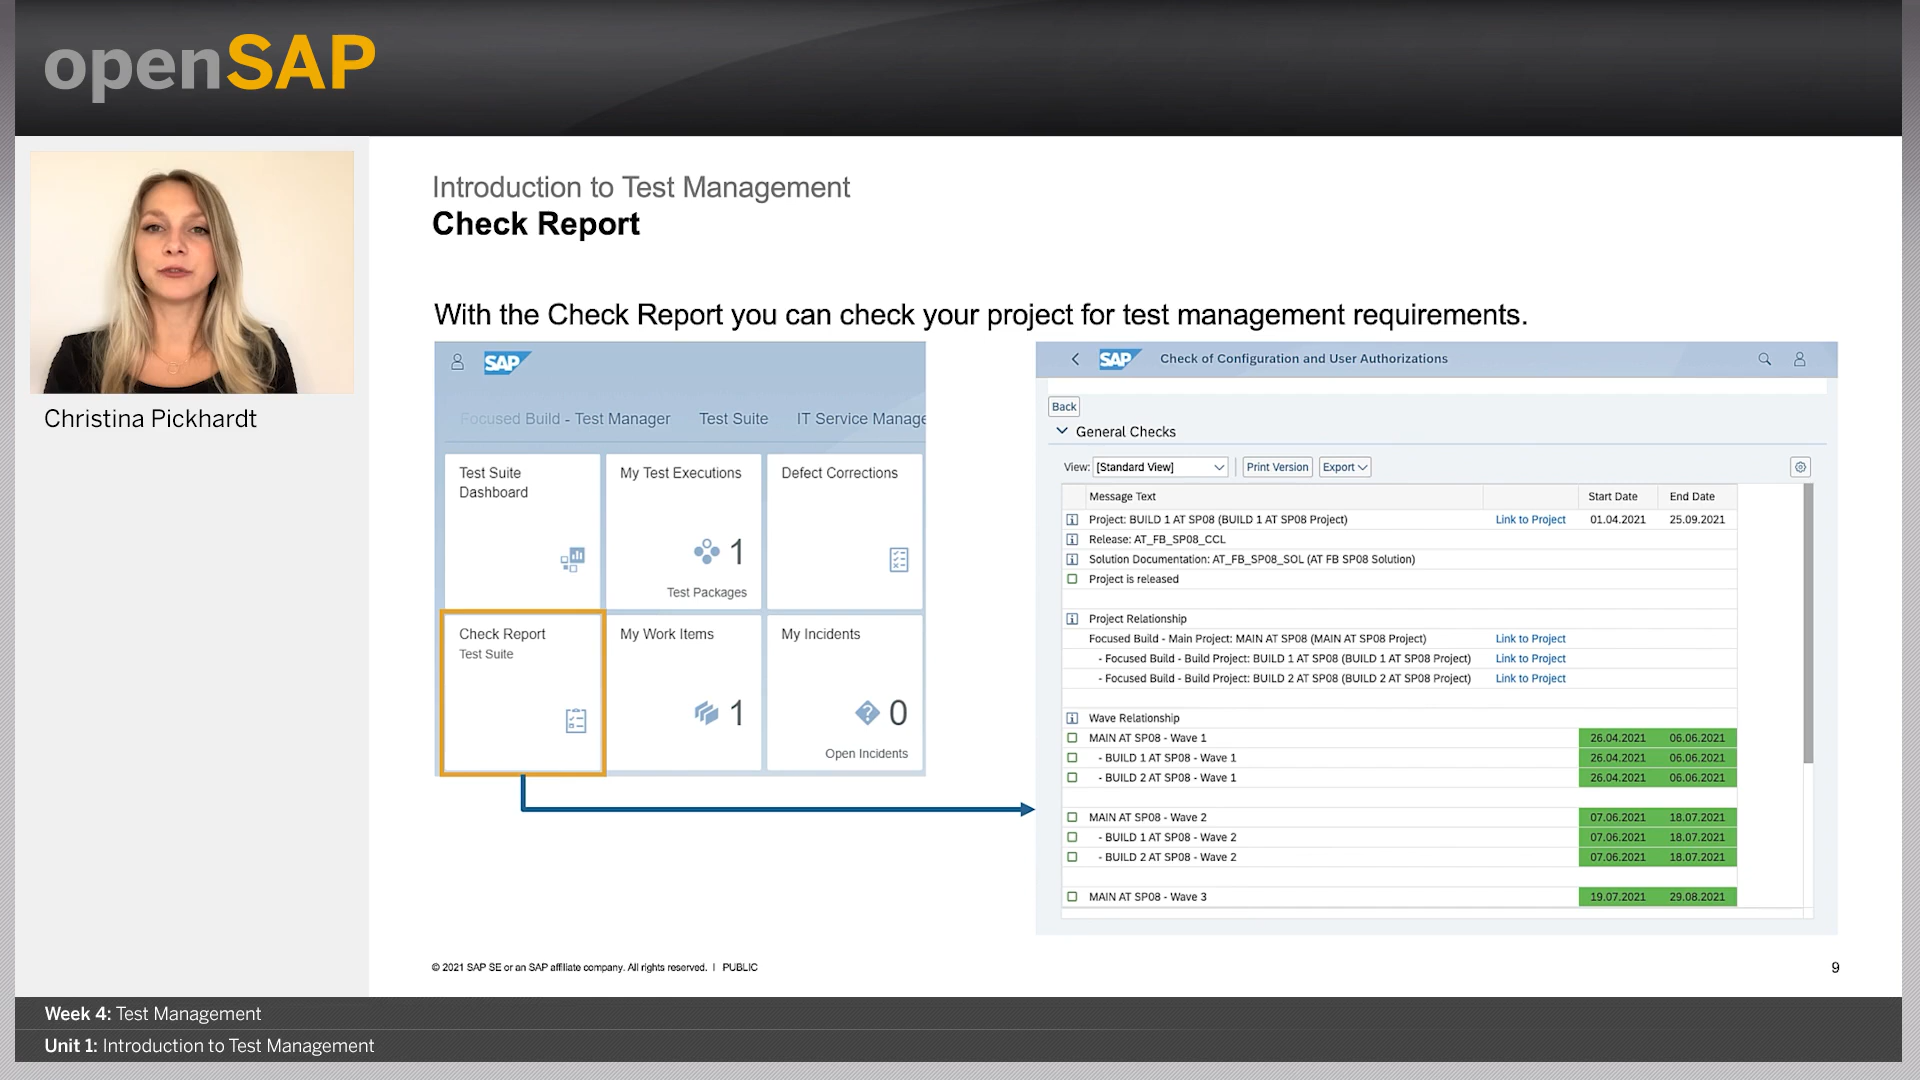 openSAP
Christina Pickhardt
Introduction to Test Management
Check Report
With the Check Report you can check your project for test management requirements.
SAP
Focused Build - Test Manager Test Suite IT Service Manage
Test Suite
Dashboard
My Test Executions
1
Test Packages
Defect Corrections
Check Report
Test Suite
My Work Items
1
My Incidents
0
Open Incidents
SAP Check of Configuration and User Authorizations
Back
General Checks
View: [Standard View] Print Version Export
Message Text Start Date End Date
Project: BUILD 1 AT SP08 (BUILD 1 AT SP08 Project) Link to Project 01.04.2021 25.09.2021
Release: AT_FB_SP08_CCL
Solution Documentation: AT_FB_SP08_SOL (AT FB SP08 Solution)
Project is released
Project Relationship
Focused Build - Main Project: MAIN AT SP08 (MAIN AT SP08 Project) Link to Project
- Focused Build - Build Project: BUILD 1 AT SP08 (BUILD 1 AT SP08 Project) Link to Project
- Focused Build - Build Project: BUILD 2 AT SP08 (BUILD 2 AT SP08 Project) Link to Project
Wave Relationship
MAIN AT SP08 - Wave 1 26.04.2021 06.06.2021
- BUILD 1 AT SP08 - Wave 1 26.04.2021 06.06.2021
- BUILD 2 AT SP08 - Wave 1 26.04.2021 06.06.2021
MAIN AT SP08 - Wave 2 07.06.2021 18.07.2021
- BUILD 1 AT SP08 - Wave 2 07.06.2021 18.07.2021
- BUILD 2 AT SP08 - Wave 2 07.06.2021 18.07.2021
MAIN AT SP08 - Wave 3 19.07.2021 29.08.2021
© 2021 SAP SE or an SAP affiliate company. All rights reserved. I PUBLIC
9
Week 4: Test Management
Unit 1: Introduction to Test Management